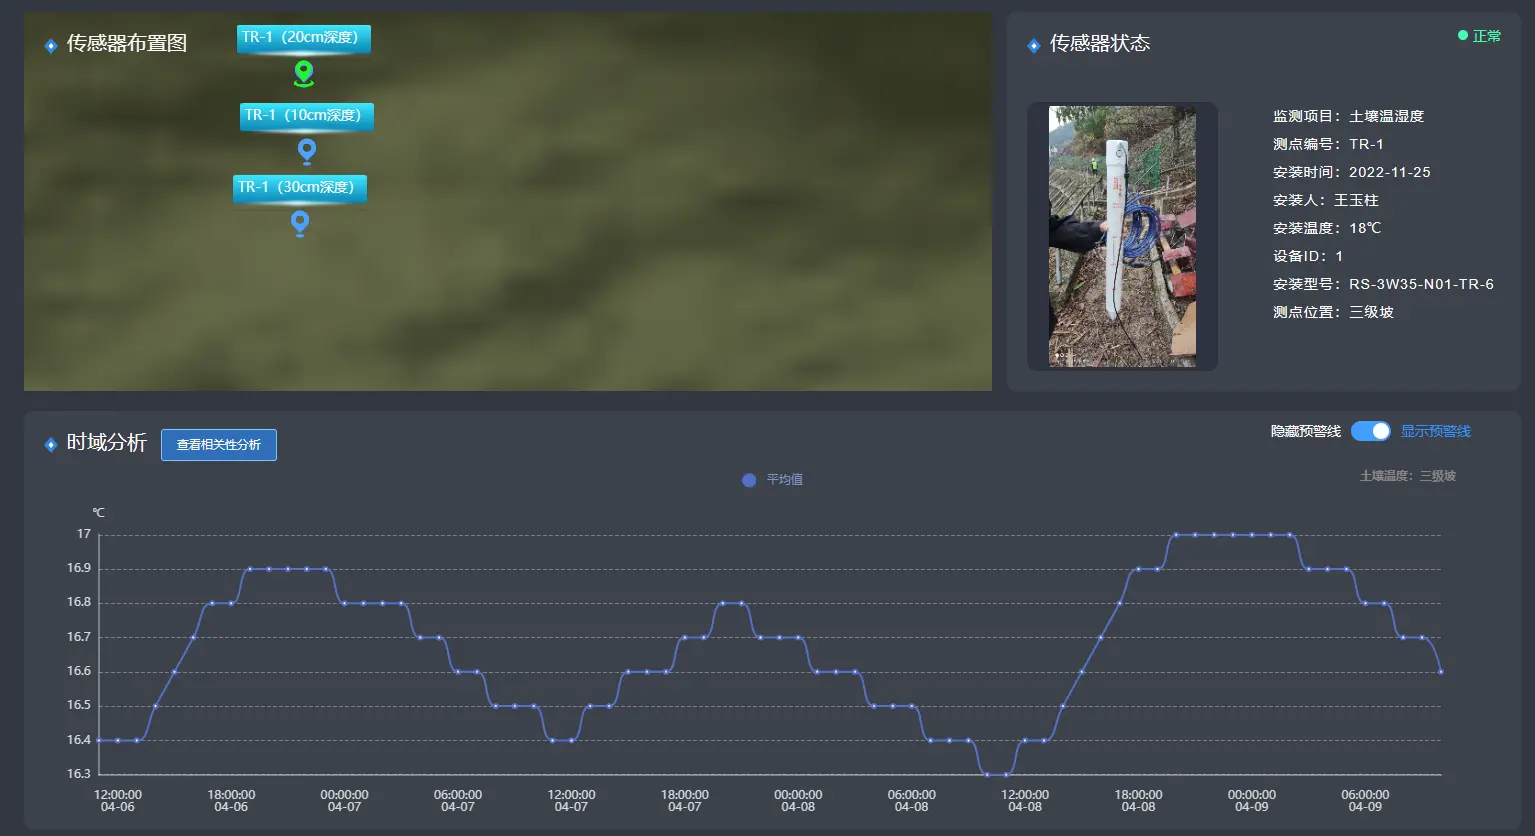 传感器布置图
TR-1（20cm深度）
TR-1（10cm深度）
TR-1（30cm深度）
传感器状态
正常
监测项目：土壤温湿度
测点编号：TR-1
安装时间：2022-11-25
安装人：王玉柱
安装温度：18℃
设备ID：1
安装型号：RS-3W35-N01-TR-6
测点位置：三级坡
时域分析
查看相关性分析
隐藏预警线
显示预警线
平均值
土壤温度：三级坡
℃
17
16.9
16.8
16.7
16.6
16.5
16.4
16.3
12:00:00
04-06
18:00:00
04-06
00:00:00
04-07
06:00:00
04-07
12:00:00
04-07
18:00:00
04-07
00:00:00
04-08
06:00:00
04-08
12:00:00
04-08
18:00:00
04-08
00:00:00
04-09
06:00:00
04-09